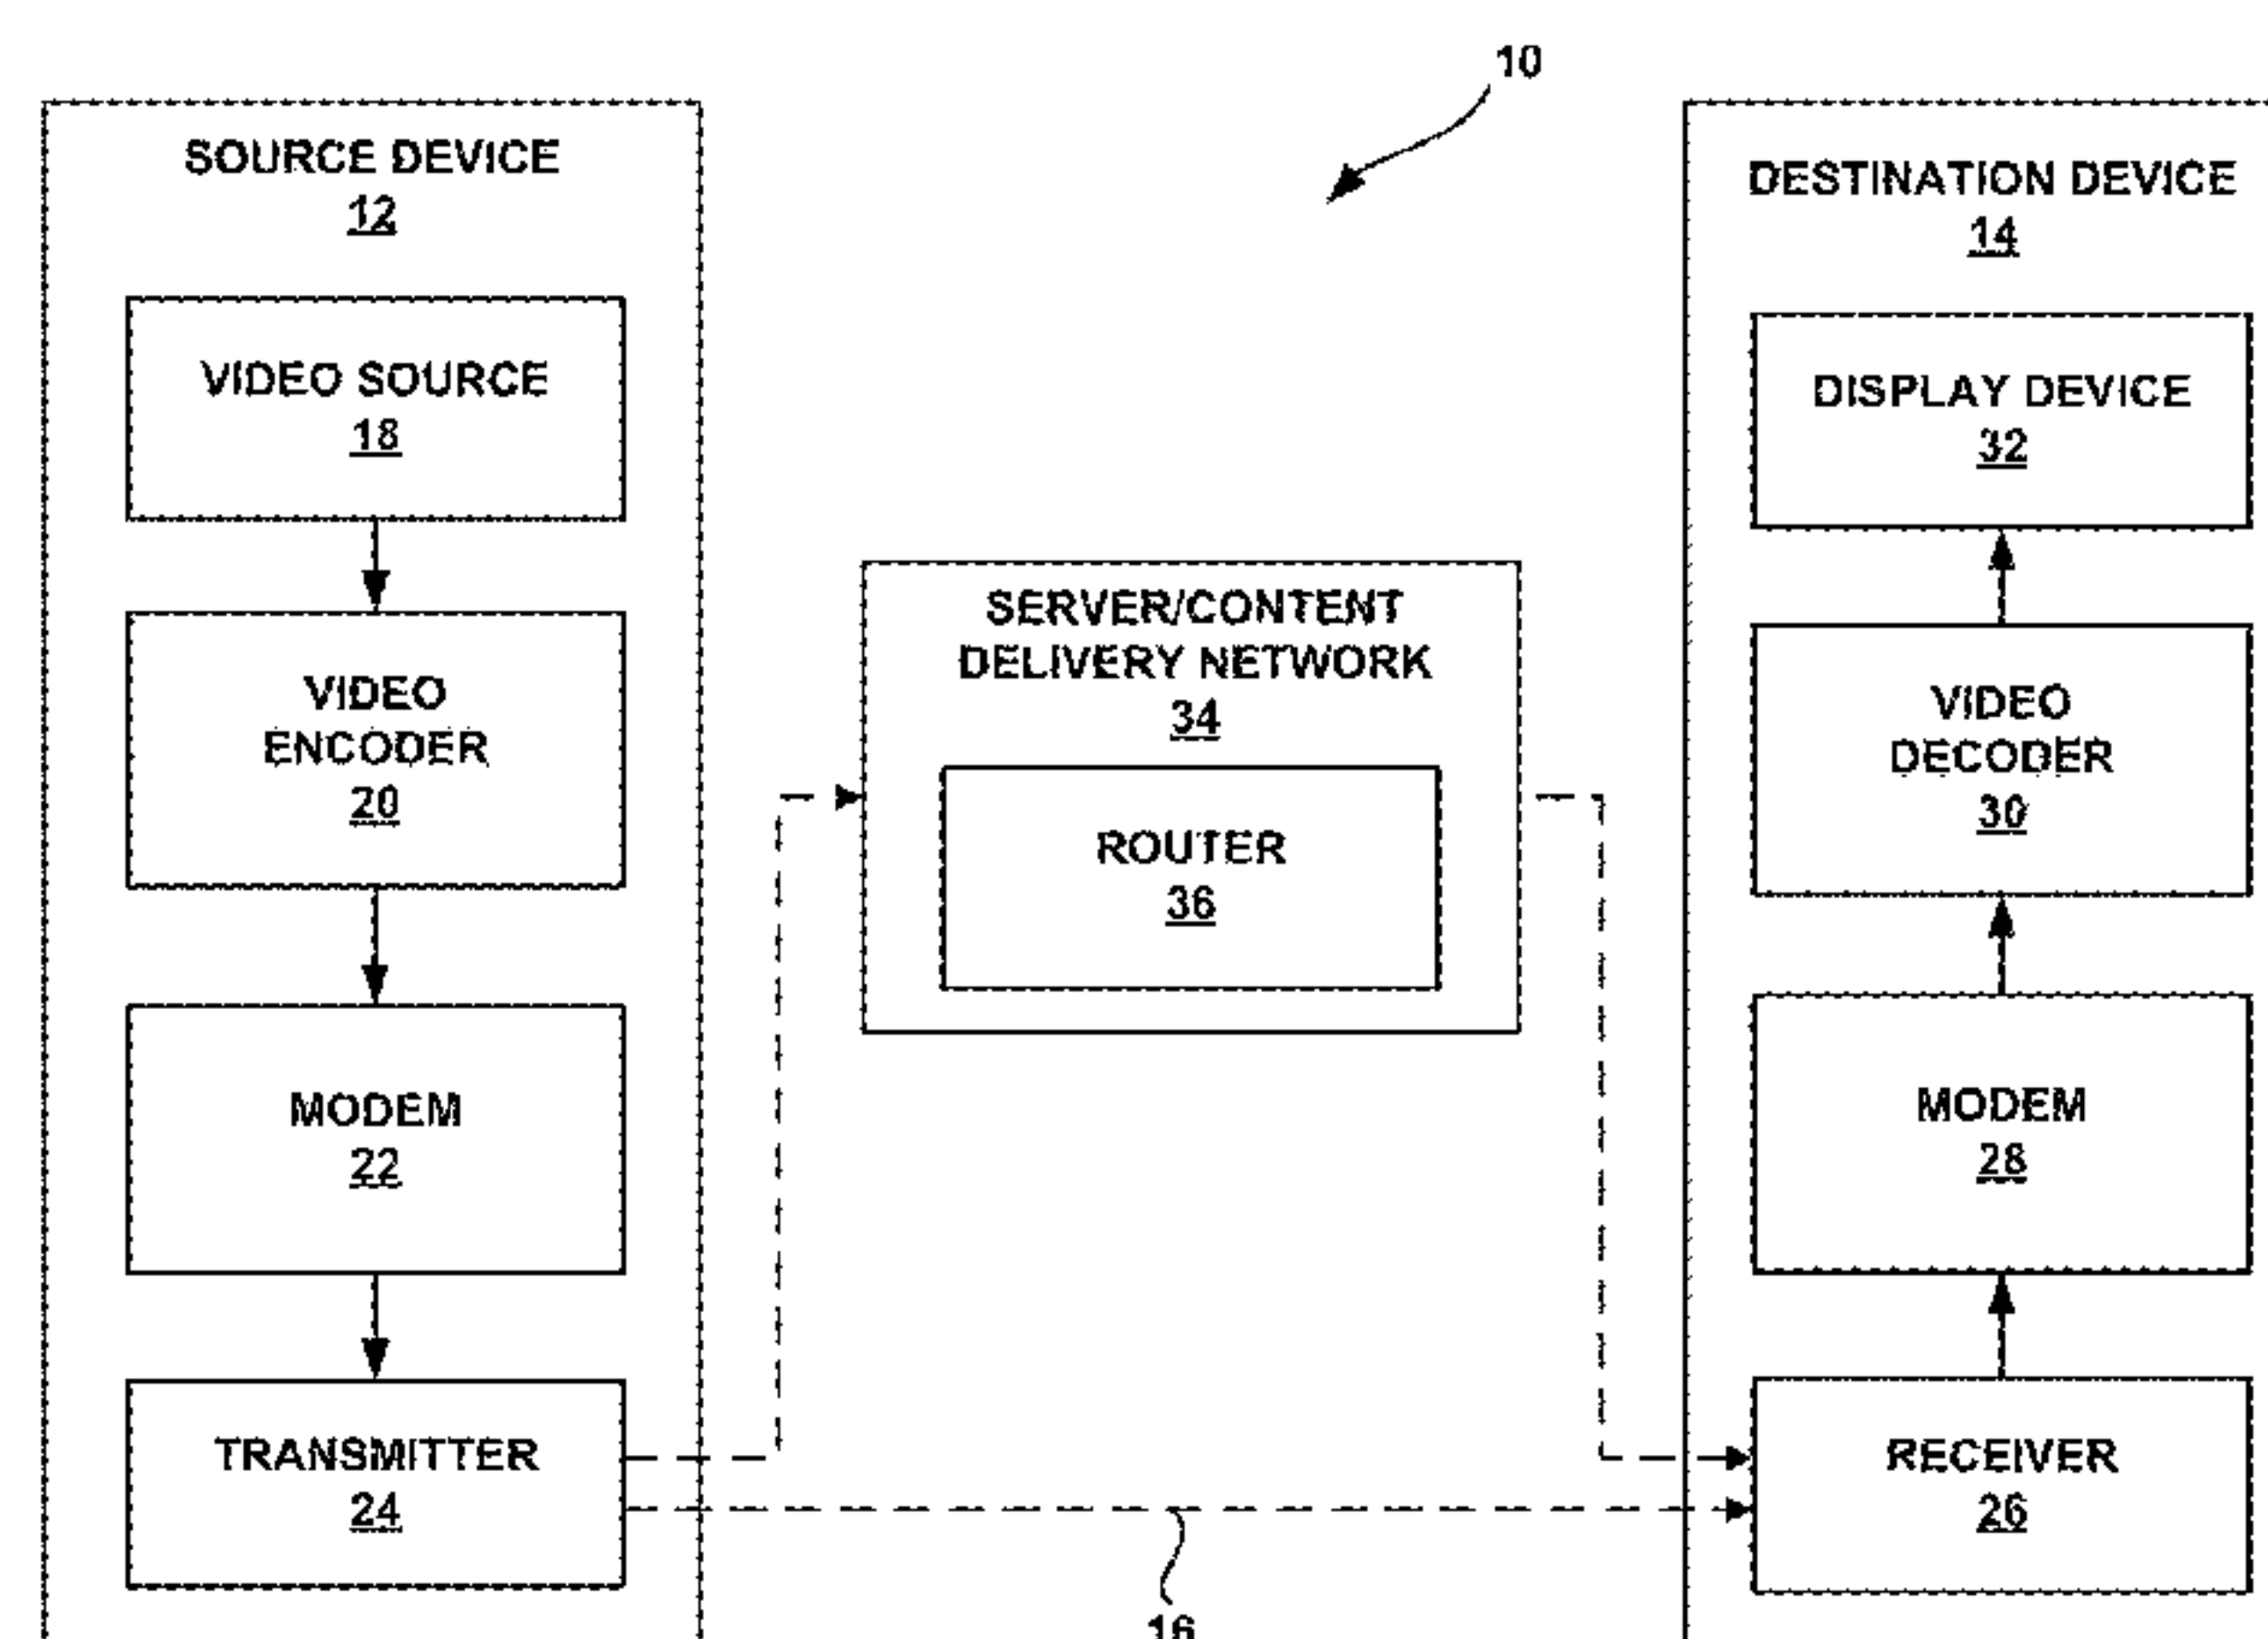 10
SOURCE DEVICE
12
VIDEO SOURCE
18
VIDEO
ENCODER
20
MODEM
22
TRANSMITTER
24
SERVER/CONTENT
DELIVERY NETWORK
34
ROUTER
36
16
DESTINATION DEVICE
14
DISPLAY DEVICE
32
VIDEO
DECODER
30
MODEM
28
RECEIVER
26